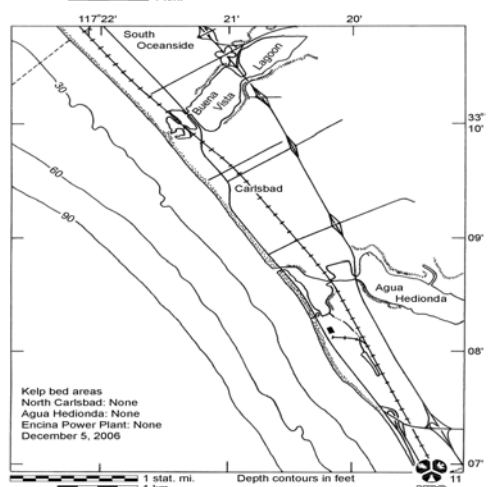 117°22'
21'
20'
South
Oceanside
Buena
Vista
Lagoon
30
33°
10'
60
Carlsbad
90
09'
Agua
Hedionda
08'
Kelp bed areas
North Carlsbad: None
Agua Hedionda: None
Encina Power Plant: None
December 5, 2006
07'
1 stat. mi.
Depth contours in feet
11
1 km